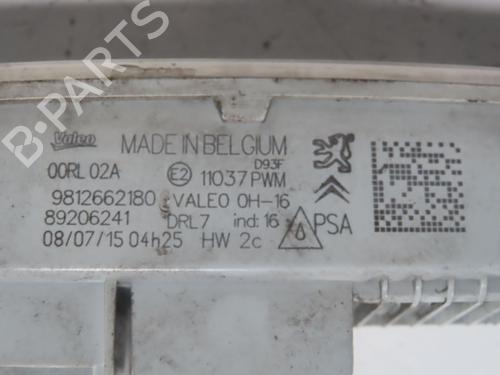 B-PARTS
Valeo MADE IN BELGIUM
D93F
00RL 02A E2 11037 PWM
9812662180 VALEO OH-16
89206241 DRL7 ind: 16 PSA
08/07/15 04h25 HW 2c